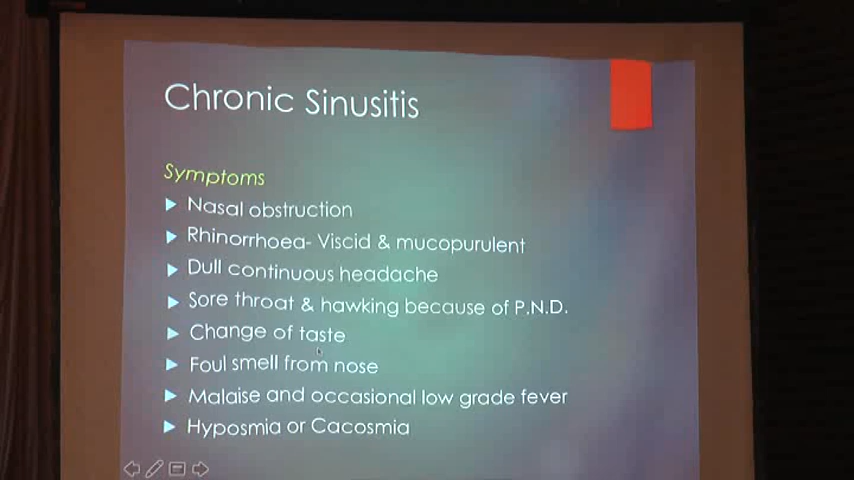 Chronic Sinusitis
Symptoms
Nasal obstruction
Rhinorrhoea- Viscid & mucopurulent
Dull continuous headache
Sore throat & hawking because of P.N.D.
Change of taste
Foul smell from nose
Malaise and occasional low grade fever
Hyposmia or Cacosmia